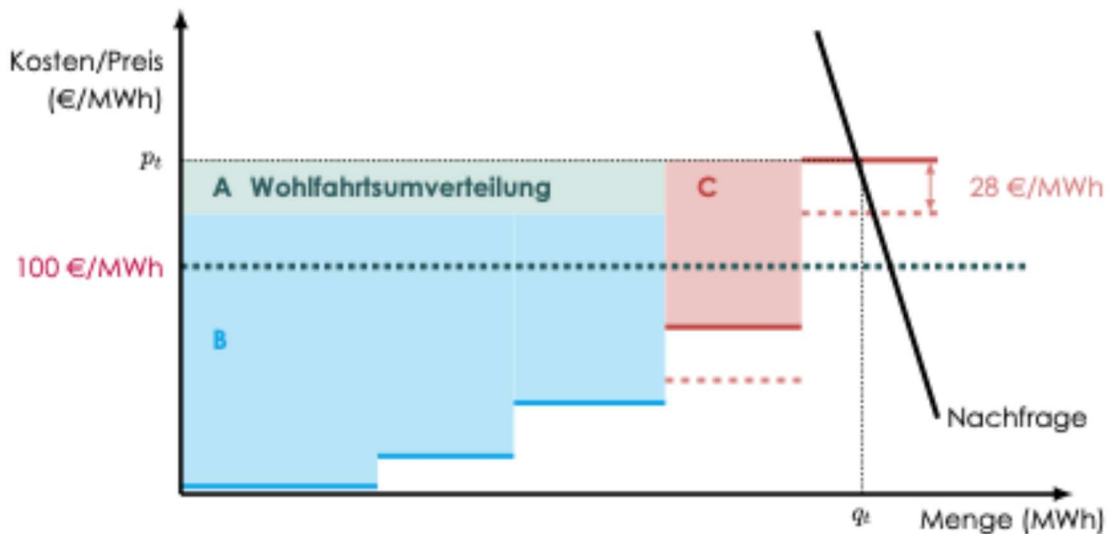 Kosten/Preis
(€/MWh)
pₜ
A Wohlfahrtsumverteilung
C
28 €/MWh
100 €/MWh
B
Nachfrage
qₜ
Menge (MWh)